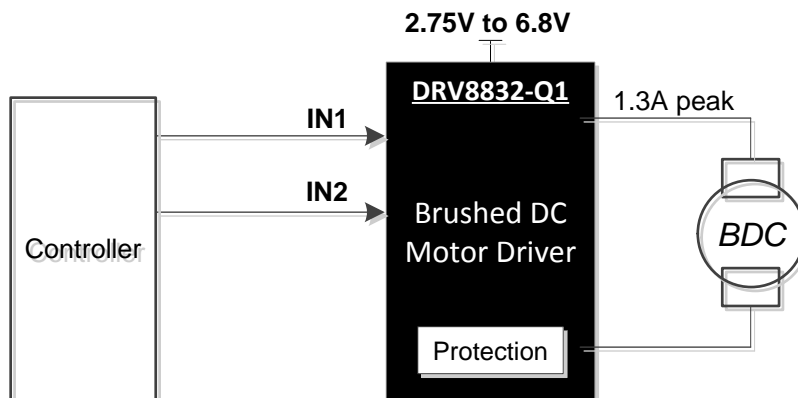 2.75V to 6.8V
DRV8832-Q1
1.3A peak
IN1
IN2
Brushed DC
Motor Driver
Controller
BDC
Protection